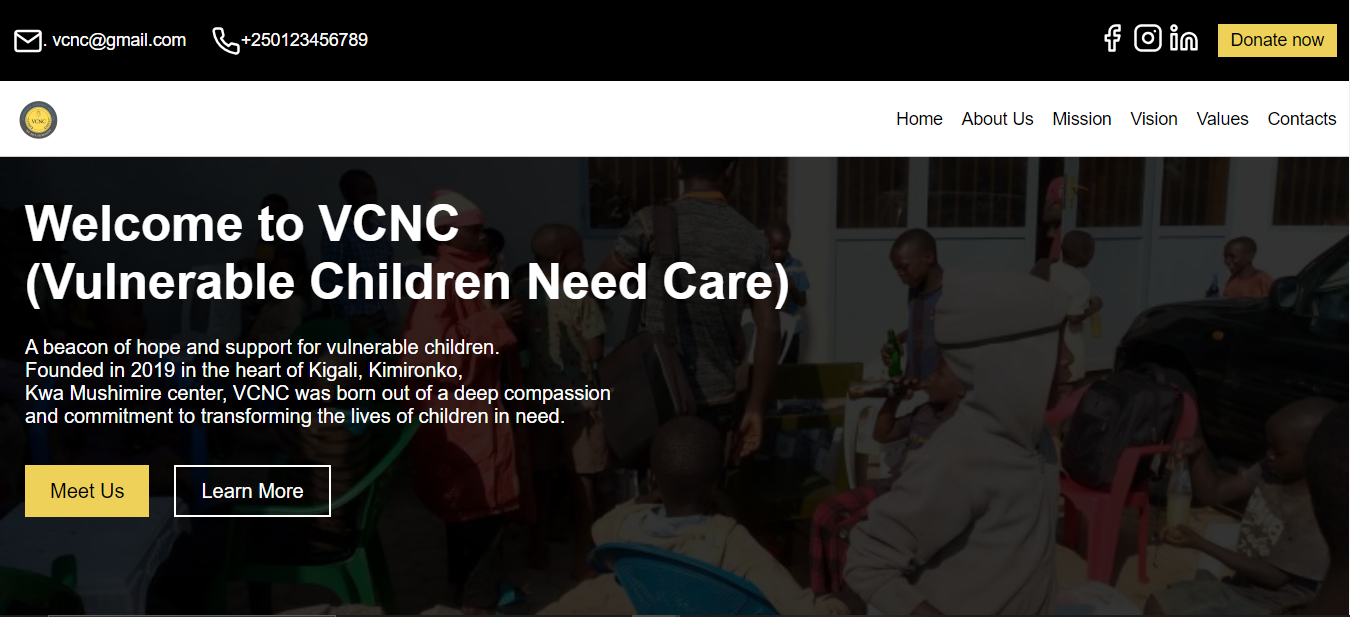 . vcnc@gmail.com
+250123456789
Donate now
VCNC
Home
About Us
Mission
Vision
Values
Contacts
Welcome to VCNC
(Vulnerable Children Need Care)
A beacon of hope and support for vulnerable children.
Founded in 2019 in the heart of Kigali, Kimironko,
Kwa Mushimire center, VCNC was born out of a deep compassion
and commitment to transforming the lives of children in need.
Meet Us
Learn More